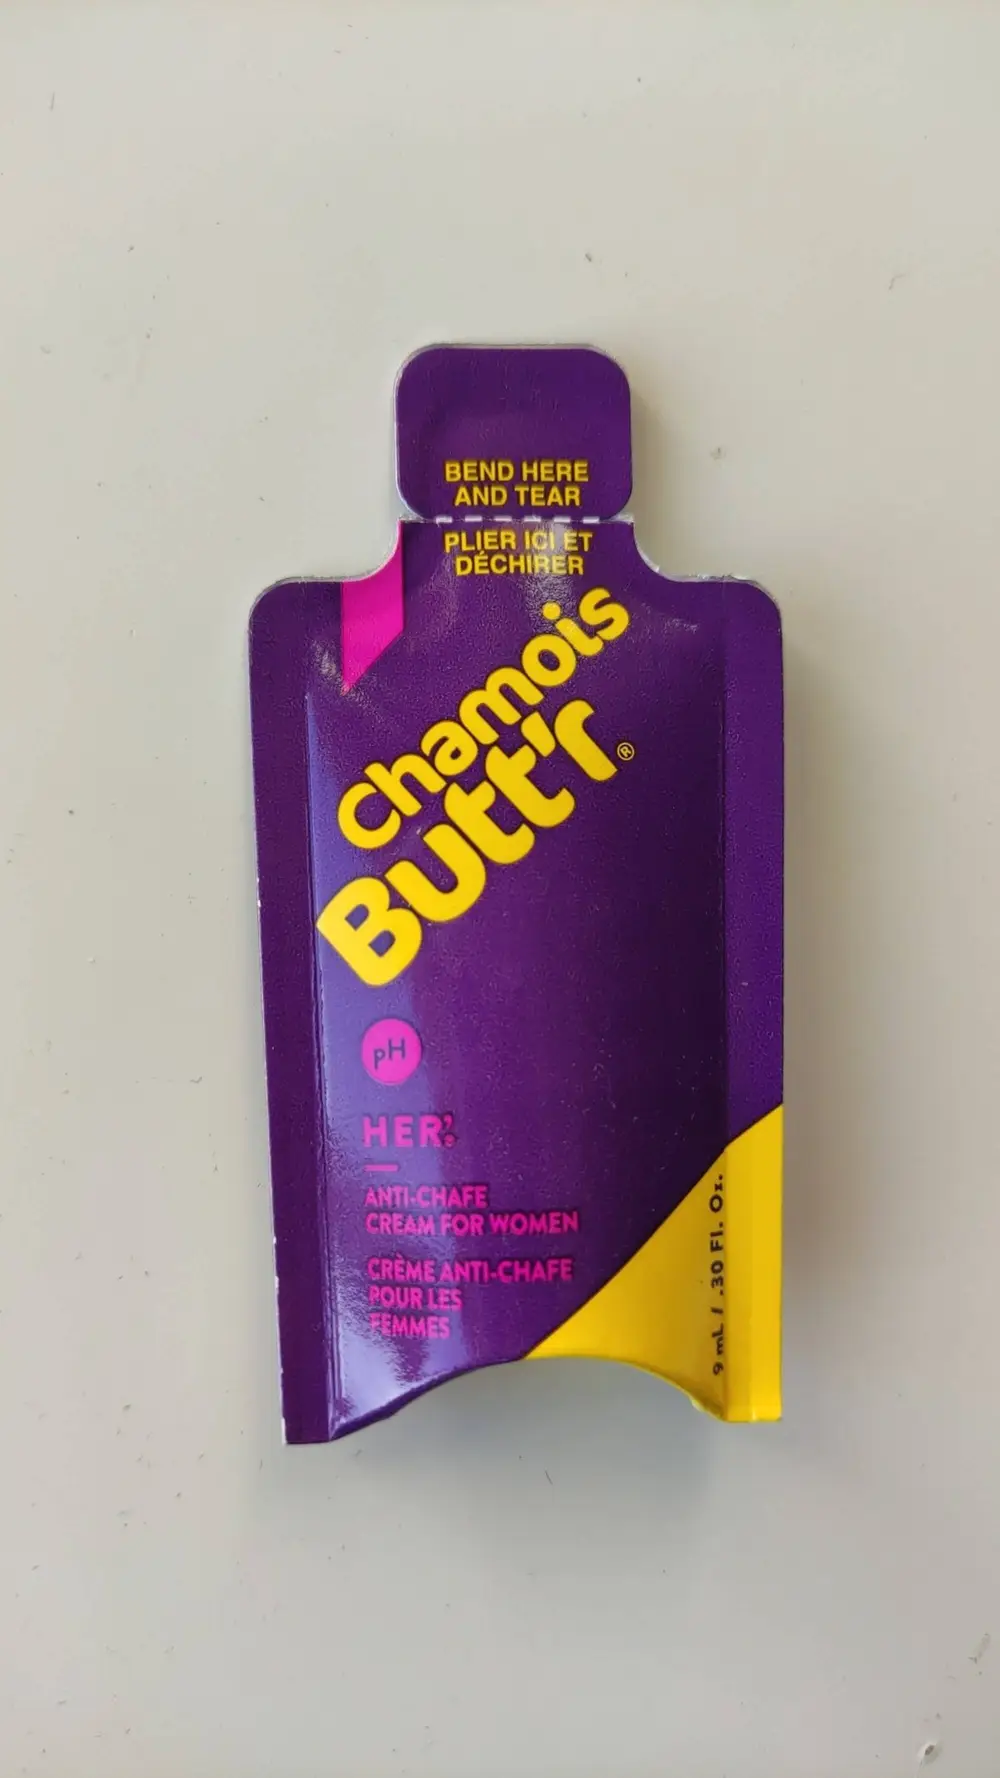 BEND HERE
AND TEAR
PLIER ICI ET
DÉCHIRER
Chamois
Butt'r®
pH
HER'.
ANTI-CHAFE
CREAM FOR WOMEN
CRÈME ANTI-CHAFE
POUR LES
FEMMES
9 mL / .30 Fl. Oz.